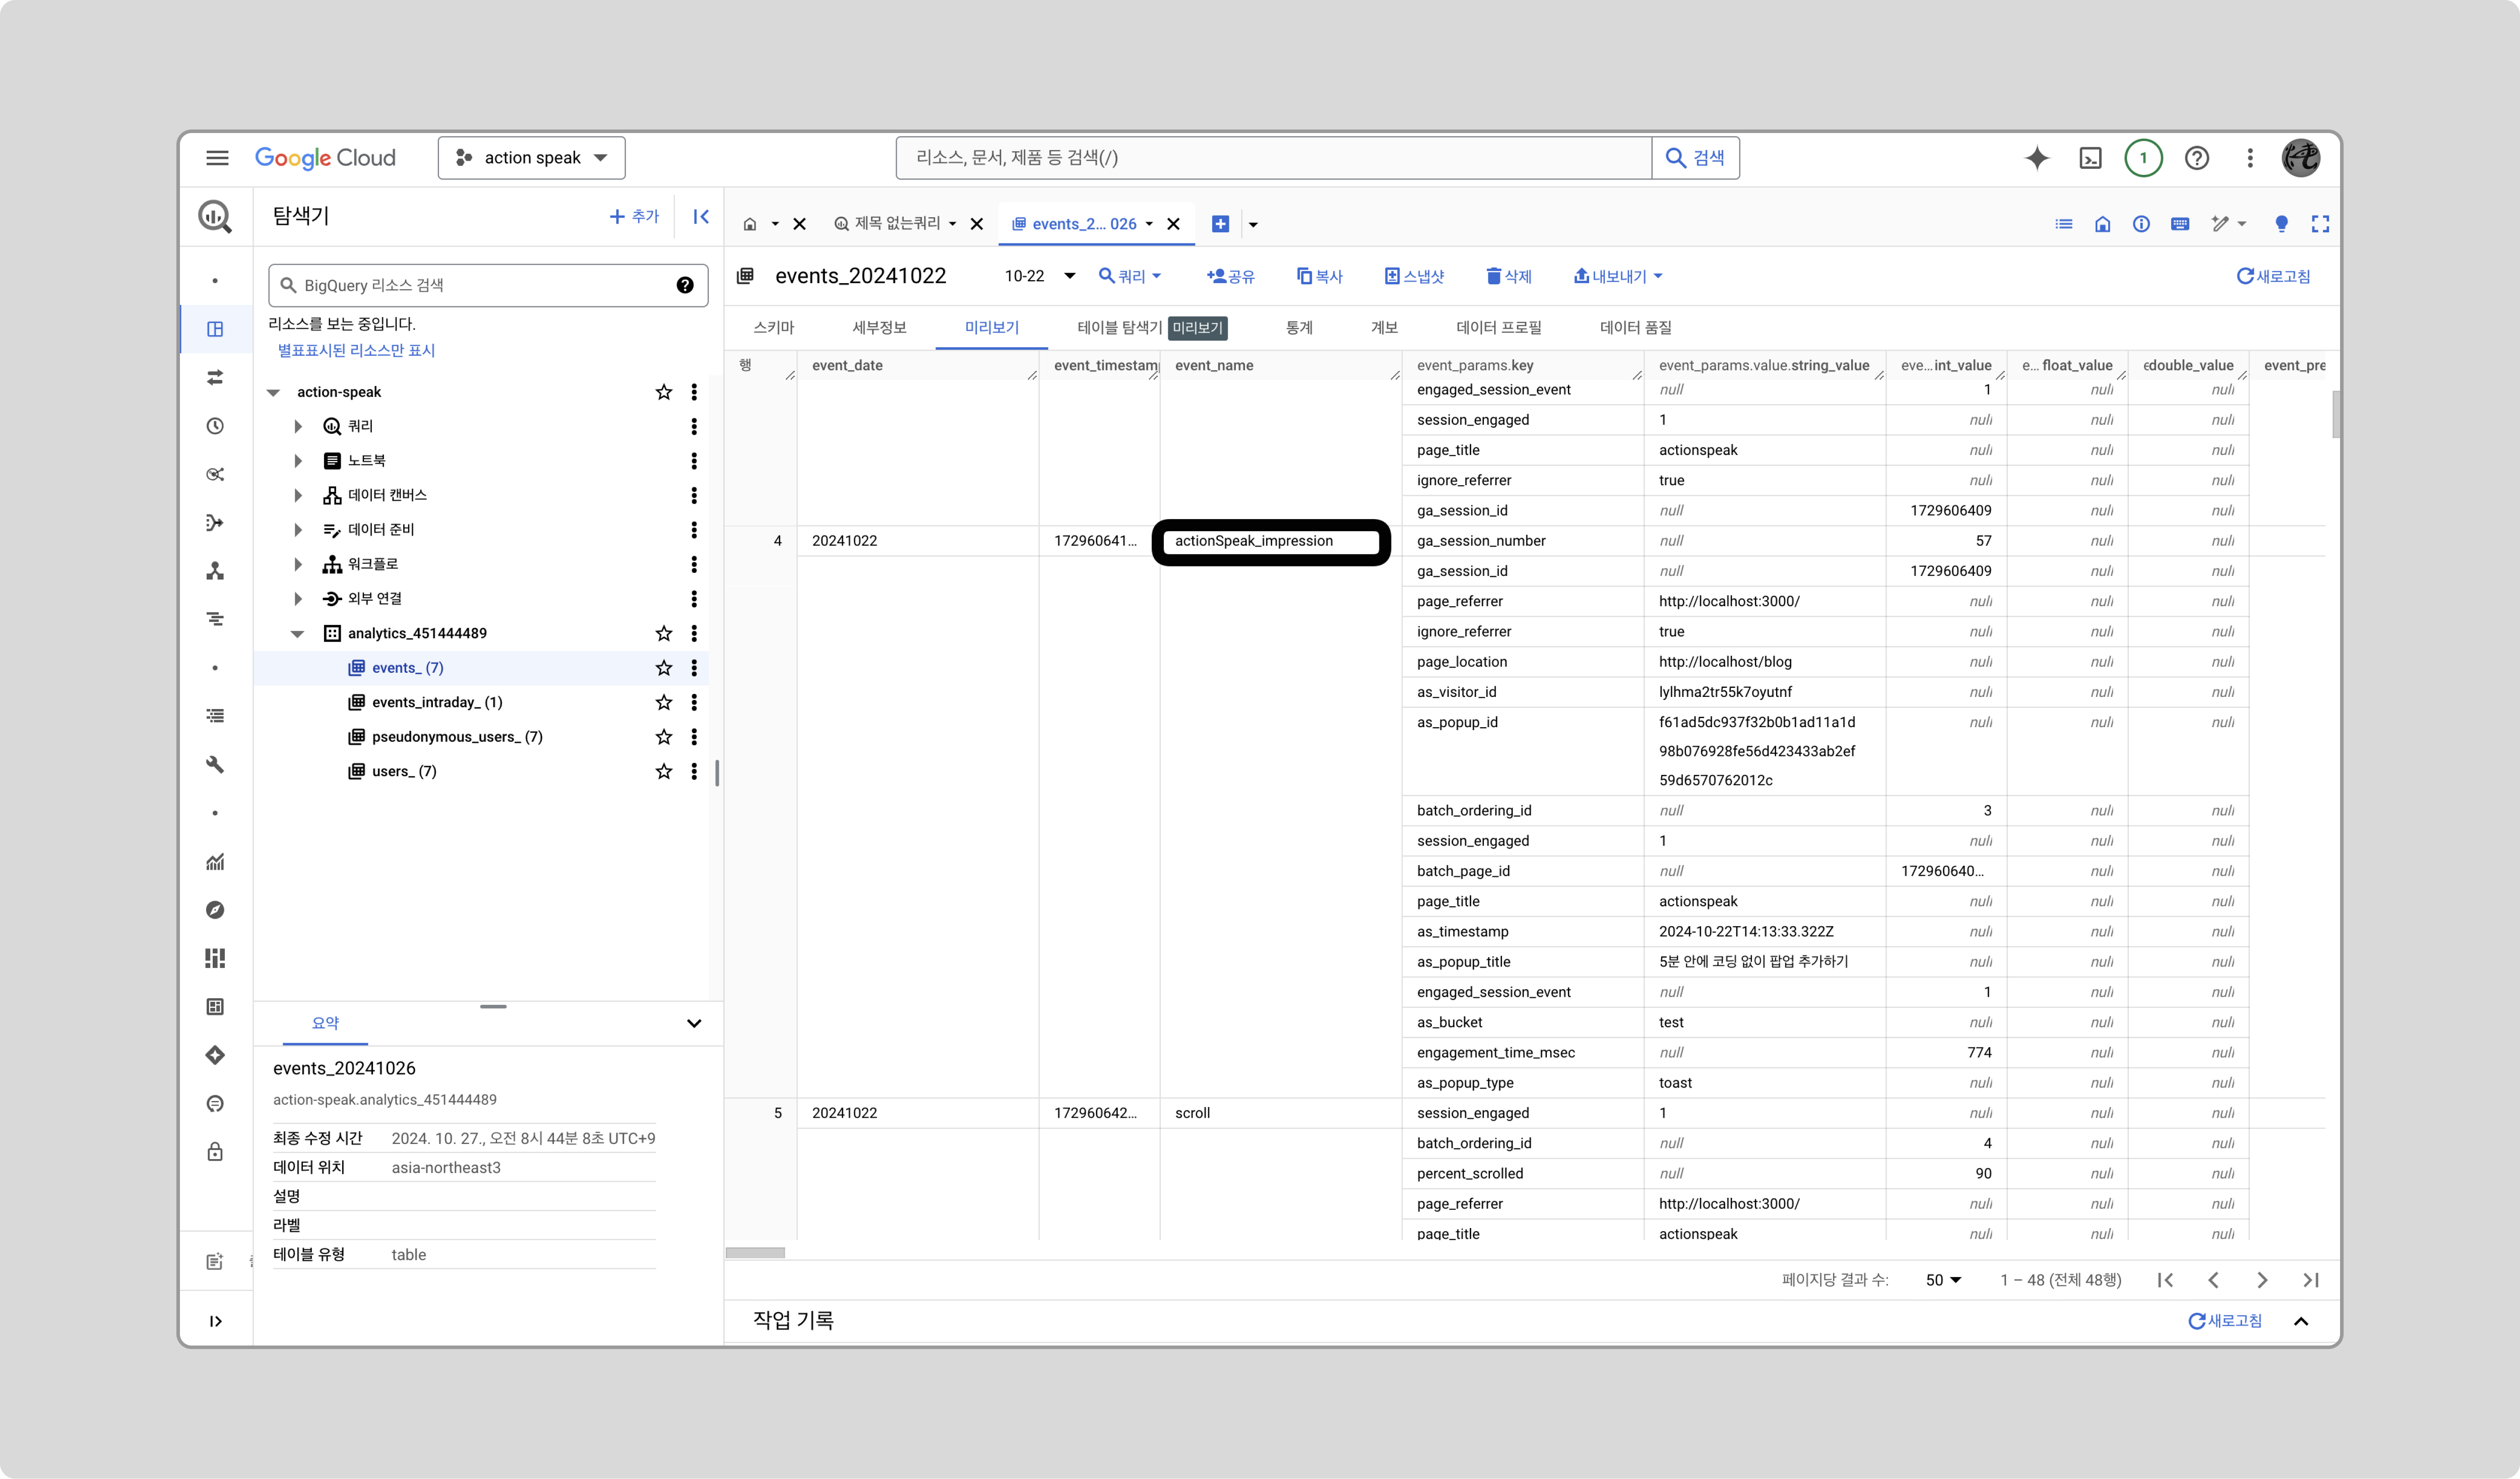 Google Cloud
action speak
리소스, 문서, 제품 등 검색(/)
검색
1
탐색기
추가
제목 없는쿼리
events_2... 026
BigQuery 리소스 검색
리소스를 보는 중입니다.
별표표시된 리소스만 표시
action-speak
쿼리
노트북
데이터 캔버스
데이터 준비
워크플로
외부 연결
analytics_451444489
events_ (7)
events_intraday_ (1)
pseudonymous_users_ (7)
users_ (7)
요약
events_20241026
action-speak.analytics_451444489
최종 수정 시간 2024. 10. 27., 오전 8시 44분 8초 UTC+9
데이터 위치 asia-northeast3
설명
라벨
테이블 유형 table
events_20241022 10-22 쿼리 공유 복사 스냅샷 삭제 내보내기 새로고침
스키마 세부정보 미리보기 테이블 탐색기 미리보기 통계 계보 데이터 프로필 데이터 품질
행 event_date event_timestam event_name event_params.key event_params.value.string_value eve... int_value e... float_value double_value event_pre
engaged_session_event null 1 null null
session_engaged 1 null null null
page_title actionspeak null null null
ignore_referrer true null null null
ga_session_id null 1729606409 null null
4 20241022 172960641... actionSpeak_impression ga_session_number null 57 null null
ga_session_id null 1729606409 null null
page_referrer http://localhost:3000/ null null null
ignore_referrer true null null null
page_location http://localhost/blog null null null
as_visitor_id lylhma2tr55k7oyutnf null null null
as_popup_id f61ad5dc937f32b0b1ad11a1d null null null
98b076928fe56d423433ab2ef
59d6570762012c
batch_ordering_id null 3 null null
session_engaged 1 null null null
batch_page_id null 172960640... null null
page_title actionspeak null null null
as_timestamp 2024-10-22T14:13:33.322Z null null null
as_popup_title 5분 안에 코딩 없이 팝업 추가하기 null null null
engaged_session_event null 1 null null
as_bucket test null null null
engagement_time_msec null 774 null null
as_popup_type toast null null null
5 20241022 172960642... scroll session_engaged 1 null null null
batch_ordering_id null 4 null null
percent_scrolled null 90 null null
page_referrer http://localhost:3000/ null null null
page_title actionspeak null null null
페이지당 결과 수: 50 1 – 48 (전체 48행)
작업 기록 새로고침